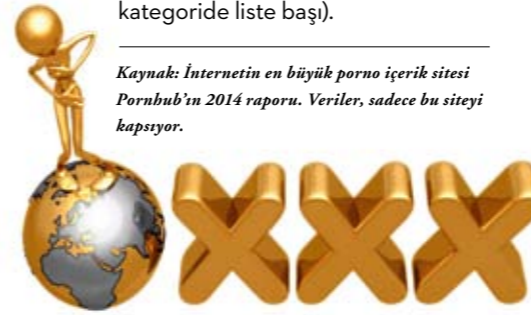 kategoride liste başı).
Kaynak: İnternetin en büyük porno içerik sitesi
Pornhub'ın 2014 raporu. Veriler, sadece bu siteyi
kapsıyor.
XXX